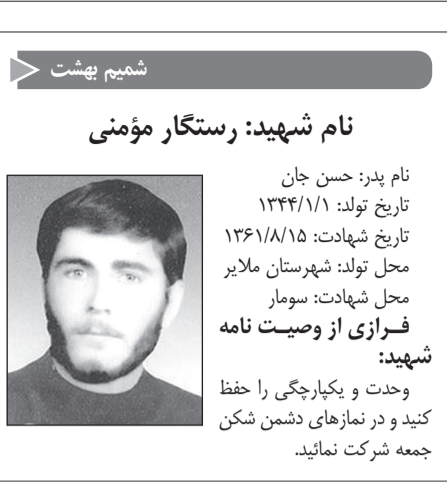 شمیم بهشت
نام شهید: رستگار مؤمنی
نام پدر: حسن جان
تاریخ تولد: ۱۳۴۴/۱/۱
تاریخ شهادت: ۱۳۶۱/۸/۱۵
محل تولد: شهرستان ملایر
محل شهادت: سومار
فــرازی از وصیــت نامه
شهید:
وحدت و یکپارچگی را حفظ
کنید و در نمازهای دشمن شکن
جمعه شرکت نمائید.